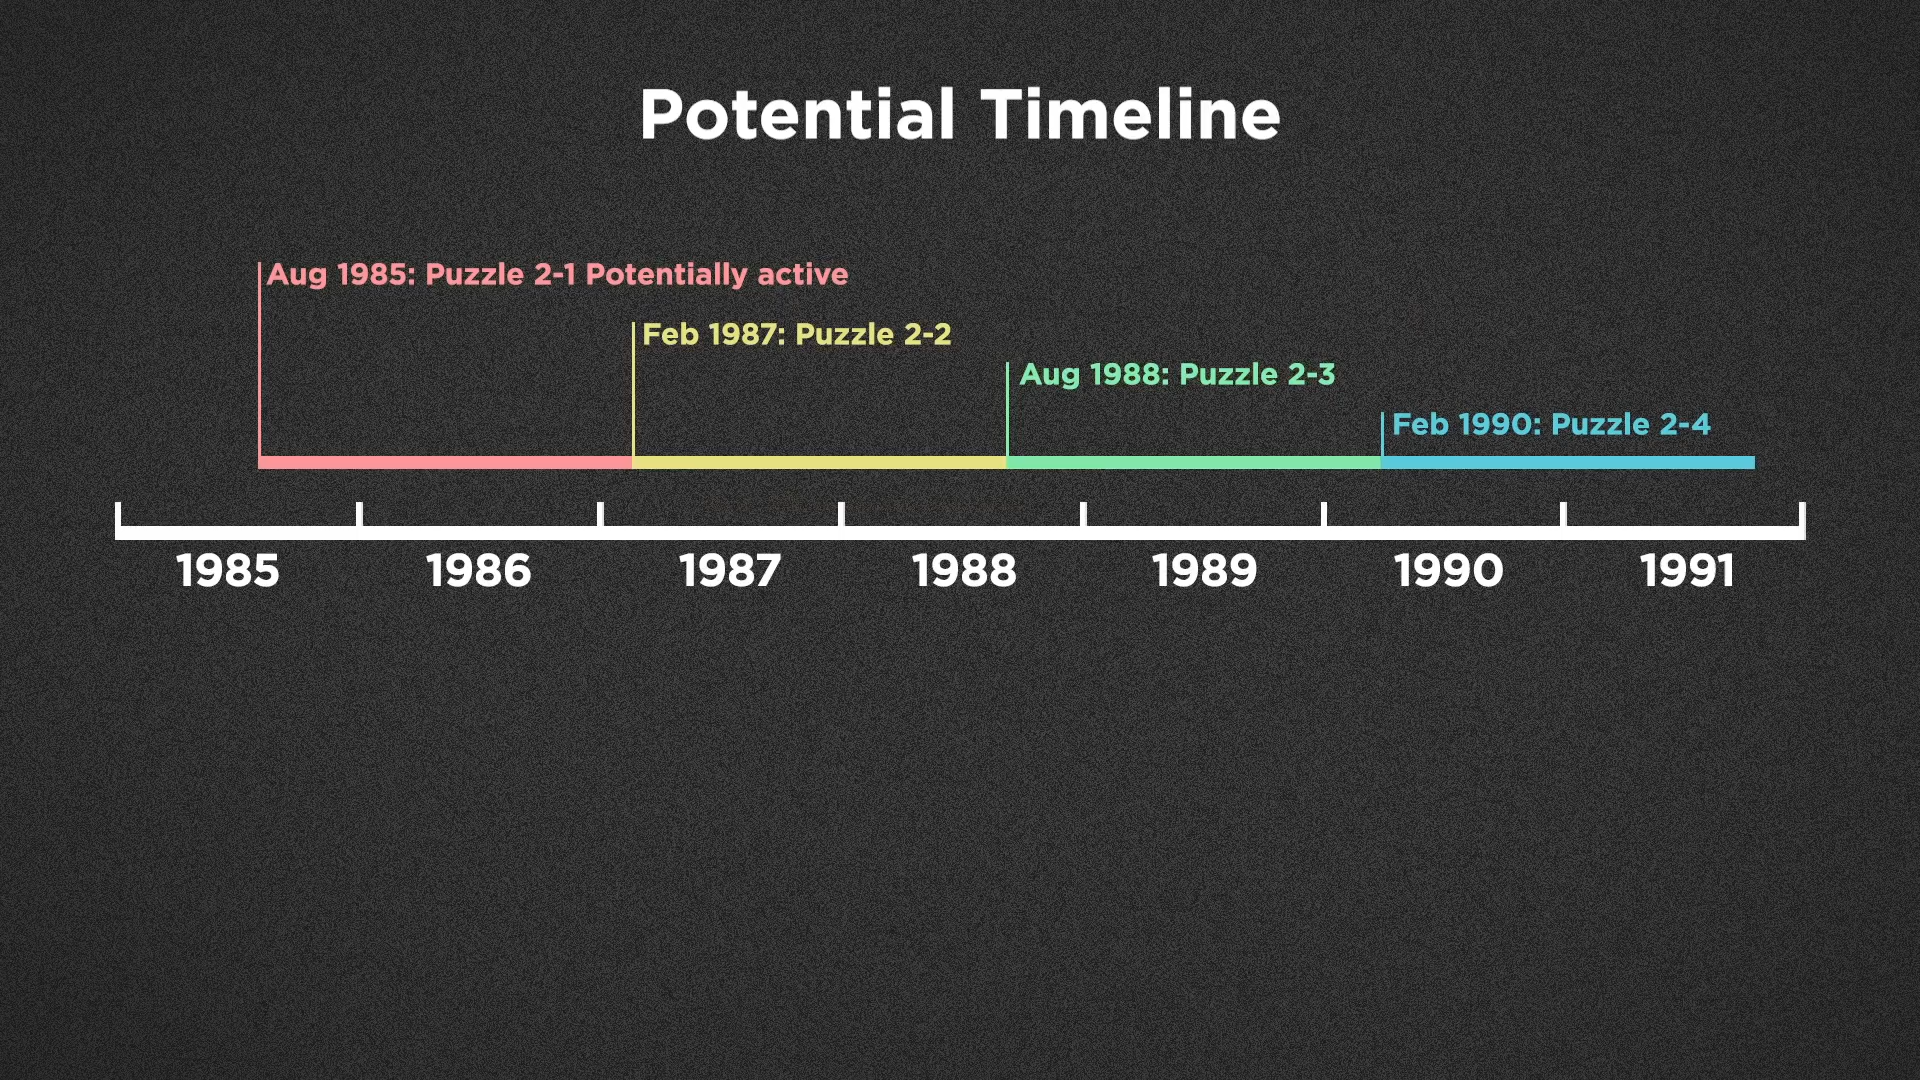 Potential Timeline
Aug 1985: Puzzle 2-1 Potentially active
Feb 1987: Puzzle 2-2
Aug 1988: Puzzle 2-3
Feb 1990: Puzzle 2-4
1985 1986 1987 1988 1989 1990 1991